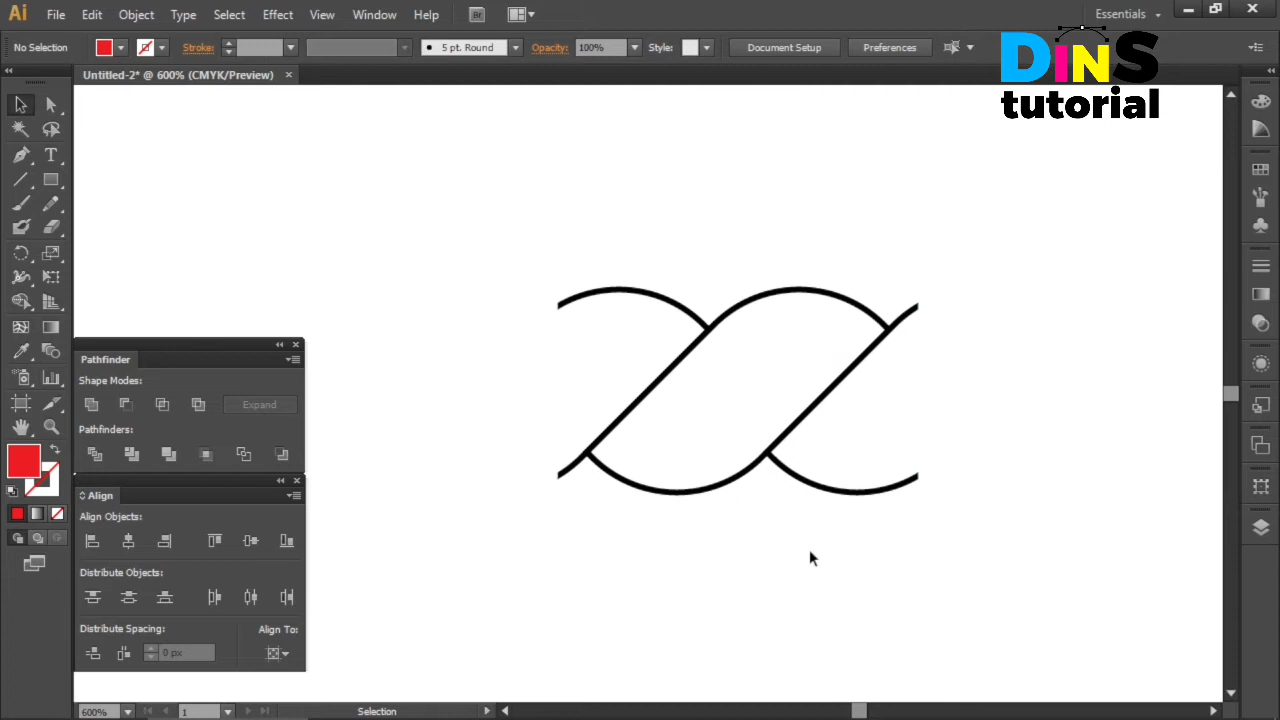 Ai File Edit Object Type Select Effect View Window Help Br Essentials
No Selection Stroke: 5 pt. Round Opacity: 100% Style: Document Setup Preferences
DINS
tutorial
Untitled-2* @ 600% (CMYK/Preview)
Pathfinder
Shape Modes:
Expand
Pathfinders:
Align
Align Objects:
Distribute Objects:
Distribute Spacing: Align To:
0 px
600% 1 Selection